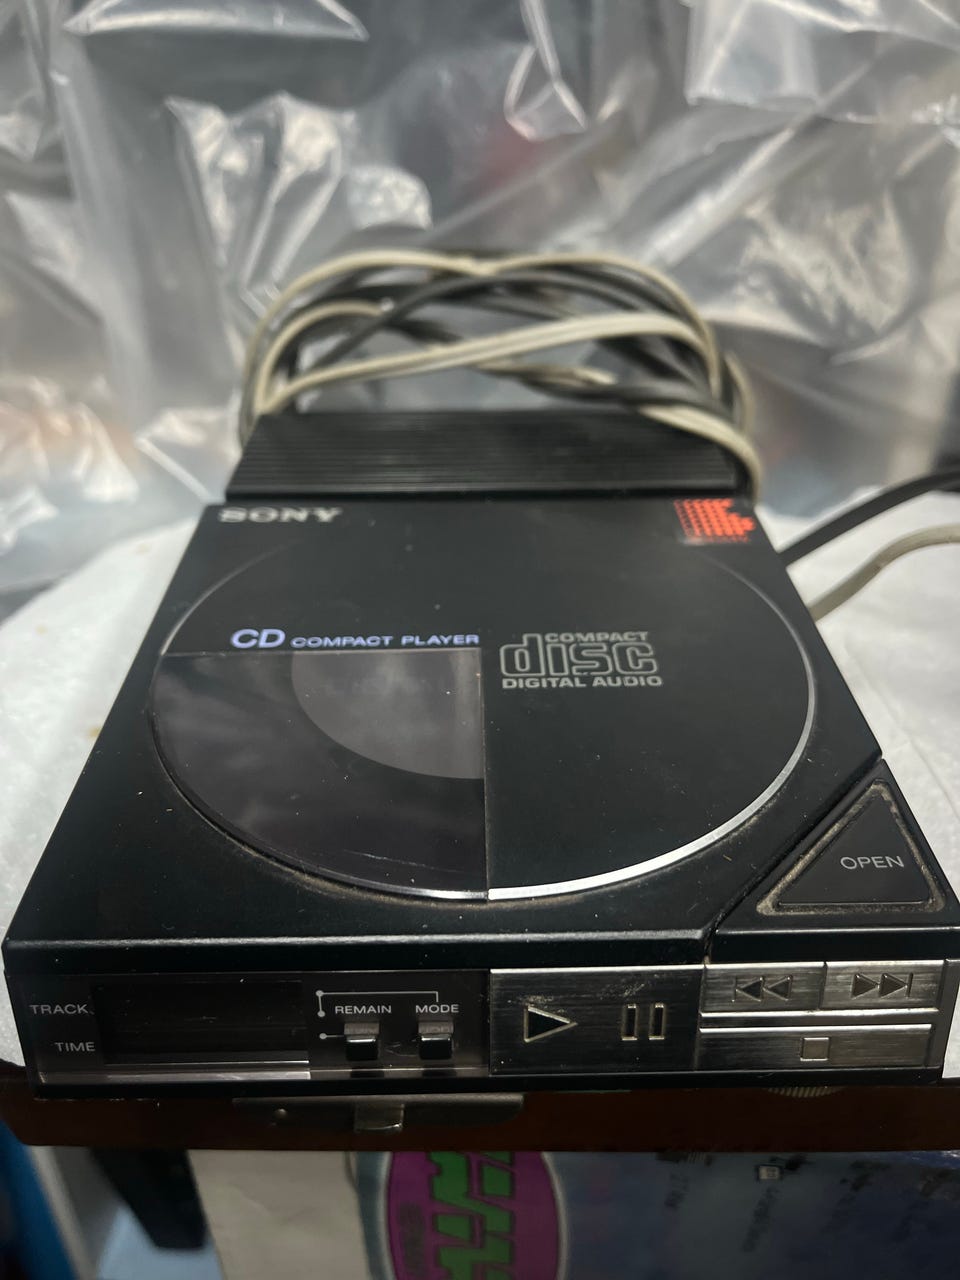 SONY
CD COMPACT PLAYER
COMPACT
disc
DIGITAL AUDIO
OPEN
TRACK
REMAIN MODE
TIME